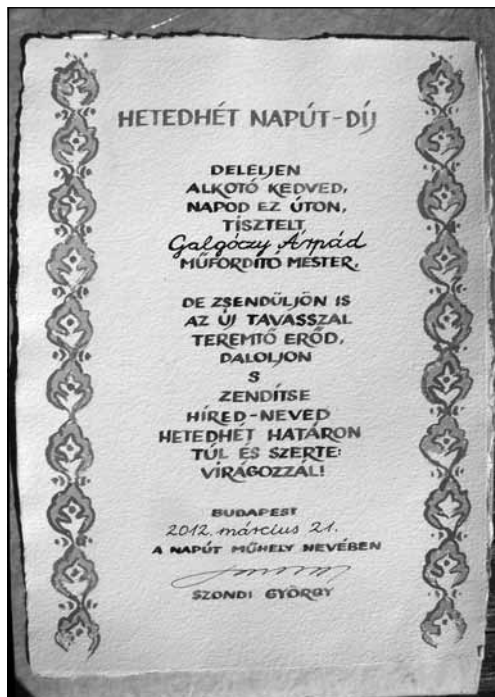 HETEDHÉT NAPÚT-DÍJ
DELELJEN
ALKOTÓ KEDVED,
NAPOD EZ ÚTON,
TISZTELT
Galgóczy Árpád
MŰFORDÍTÓ MESTER,
DE ZSENDÜLJÖN IS
AZ ÚJ TAVASSZAL
TEREMTŐ ERŐD,
DALOLJON
S
ZENDÍTSE
HÍRED-NEVED
HETEDHÉT HATÁRON
TÚL ÉS SZERTE:
VIRÁGOZZÁL!
BUDAPEST
2012. március 21.
A NAPÚT MŰHELY NEVÉBEN
SZONDI GYÖRGY